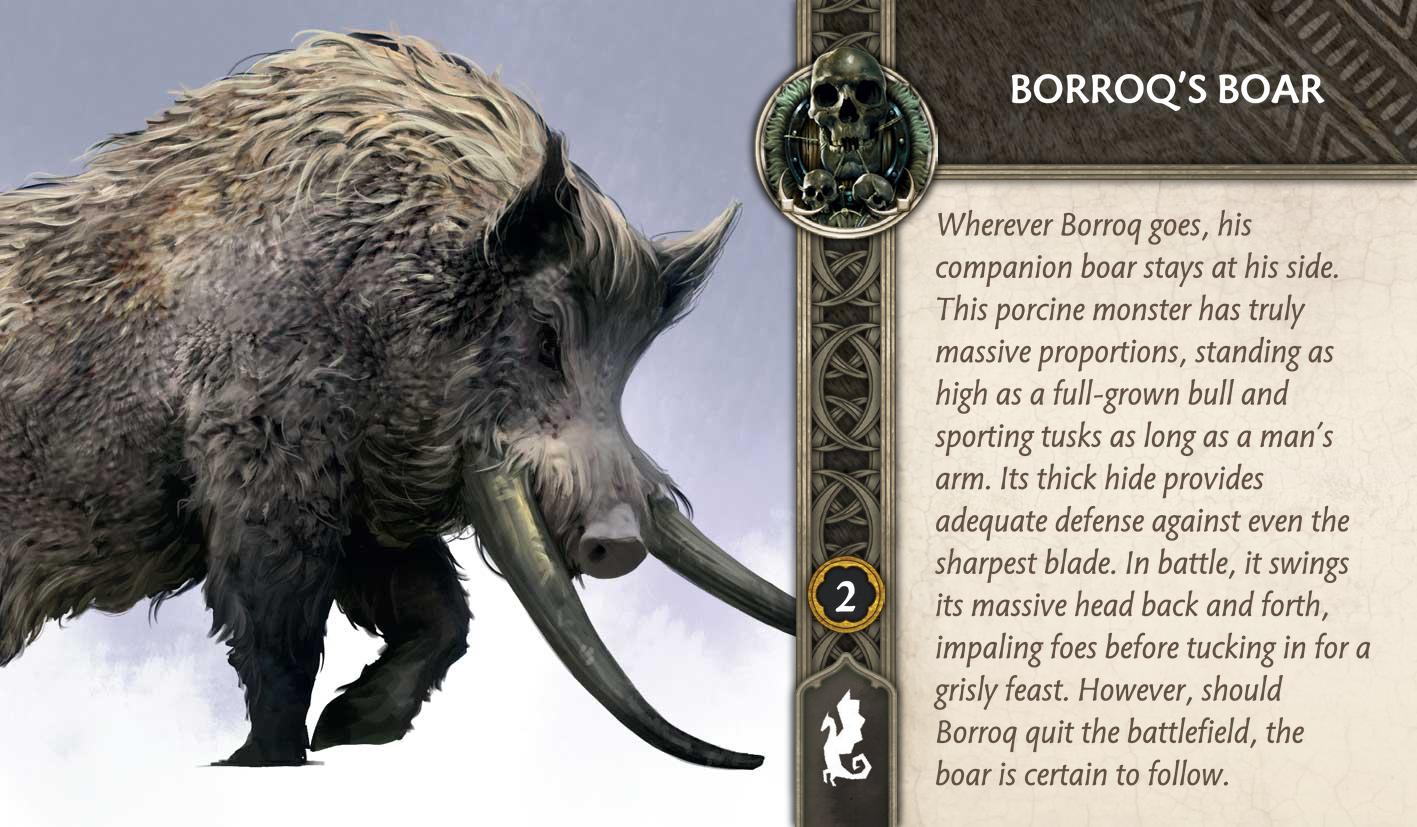 BORROQ'S BOAR
Wherever Borroq goes, his
companion boar stays at his side.
This porcine monster has truly
massive proportions, standing as
high as a full-grown bull and
sporting tusks as long as a man's
arm. Its thick hide provides
adequate defense against even the
sharpest blade. In battle, it swings
its massive head back and forth,
impaling foes before tucking in for a
grisly feast. However, should
Borroq quit the battlefield, the
boar is certain to follow.
2